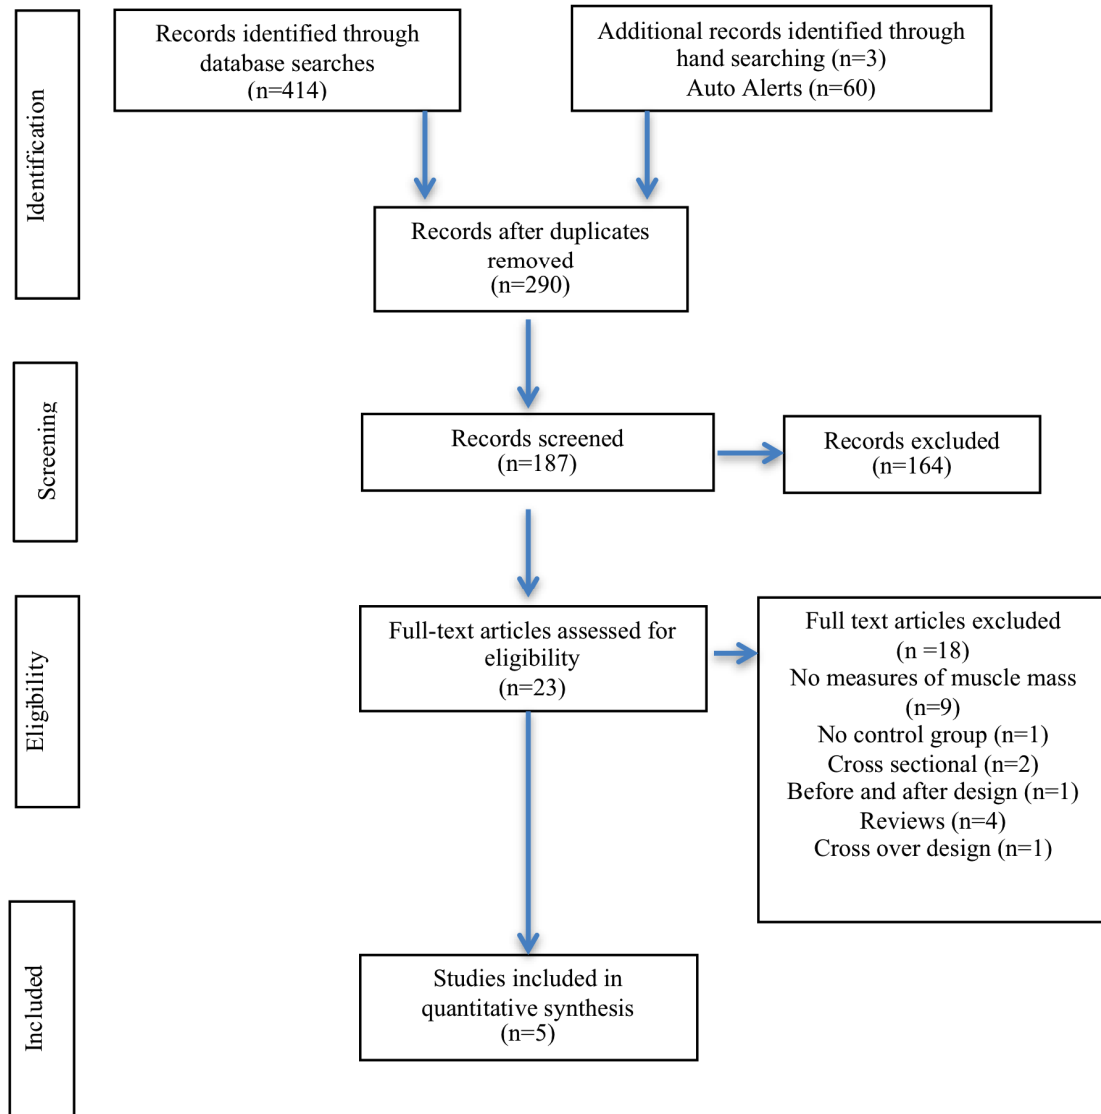 Identification
Records identified through
database searches
(n=414)
Additional records identified through
hand searching (n=3)
Auto Alerts (n=60)
Records after duplicates
removed
(n=290)
Screening
Records screened
(n=187)
Records excluded
(n=164)
Eligibility
Full-text articles assessed for
eligibility
(n=23)
Full text articles excluded
(n =18)
No measures of muscle mass
(n=9)
No control group (n=1)
Cross sectional (n=2)
Before and after design (n=1)
Reviews (n=4)
Cross over design (n=1)
Included
Studies included in
quantitative synthesis
(n=5)